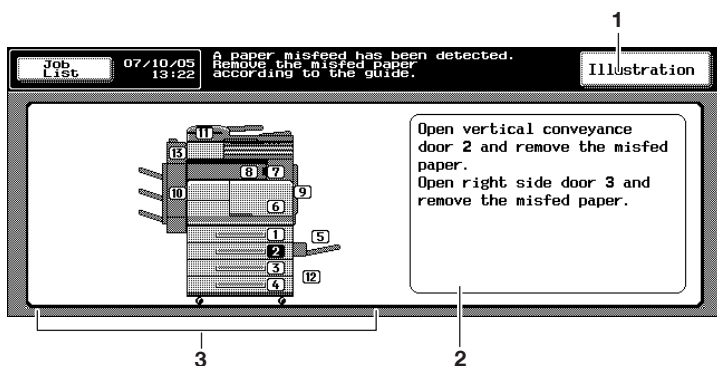 1
Job
List
07/10/05
13:22
A paper misfeed has been detected.
Remove the misfed paper
according to the guide.
Illustration
11
13
8
7
10
9
6
1
5
2
3
12
4
Open vertical conveyance
door 2 and remove the misfed
paper.
Open right side door 3 and
remove the misfed paper.
3
2